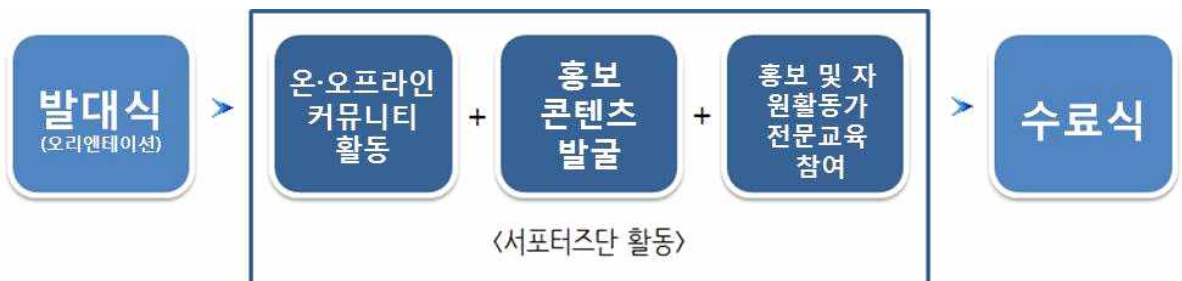 발대식
(오리엔테이션)
온·오프라인
커뮤니티
활동
+
홍보
콘텐츠
발굴
+
홍보 및 자
원활동가
전문교육
참여
수료식
<서포터즈단 활동>